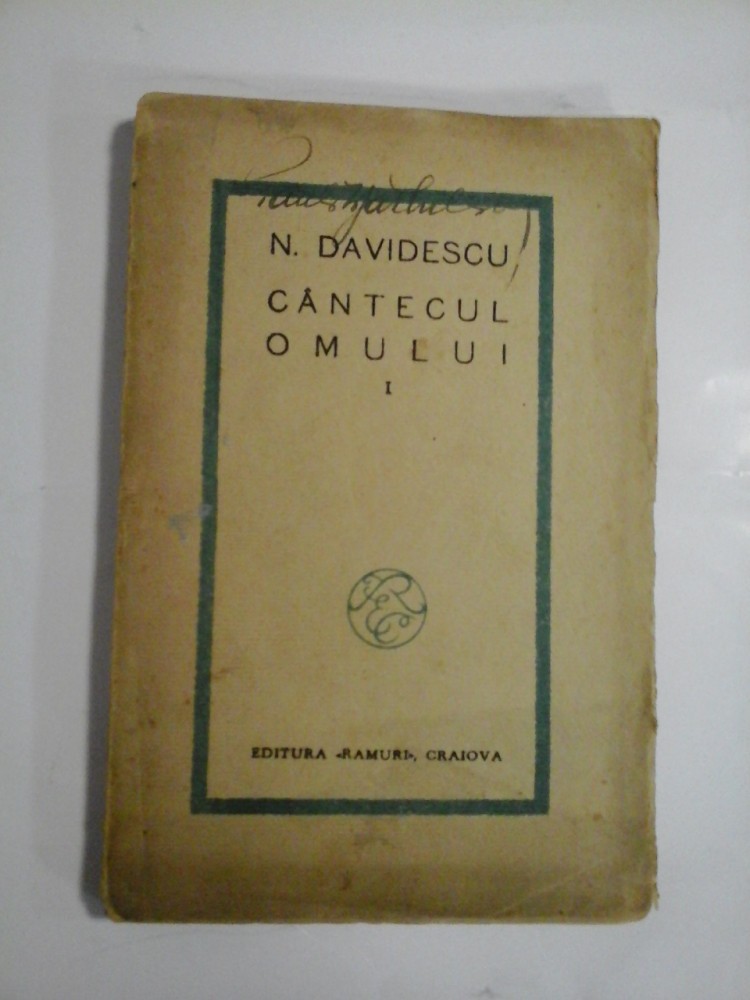 N. DAVIDESCU
CÂNTECUL
OMULUI
I
EDITURA «RAMURI», CRAIOVA